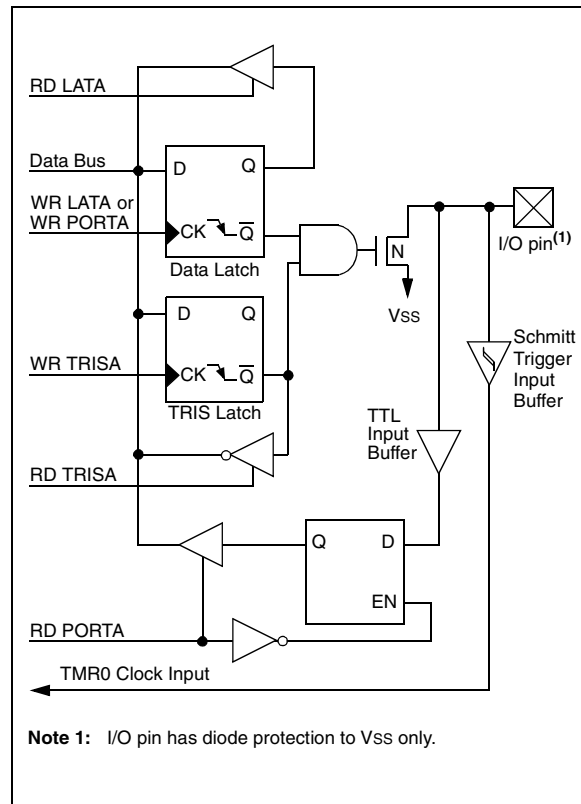 RD LATA
Data Bus
D Q
WR LATA or
WR PORTA
CK Q̅
N
I/O pin(1)
Data Latch
VSS
D Q
Schmitt
Trigger
Input
Buffer
WR TRISA
CK Q̅
TRIS Latch
TTL
Input
Buffer
RD TRISA
Q D
EN
RD PORTA
TMR0 Clock Input
Note 1: I/O pin has diode protection to VSS only.